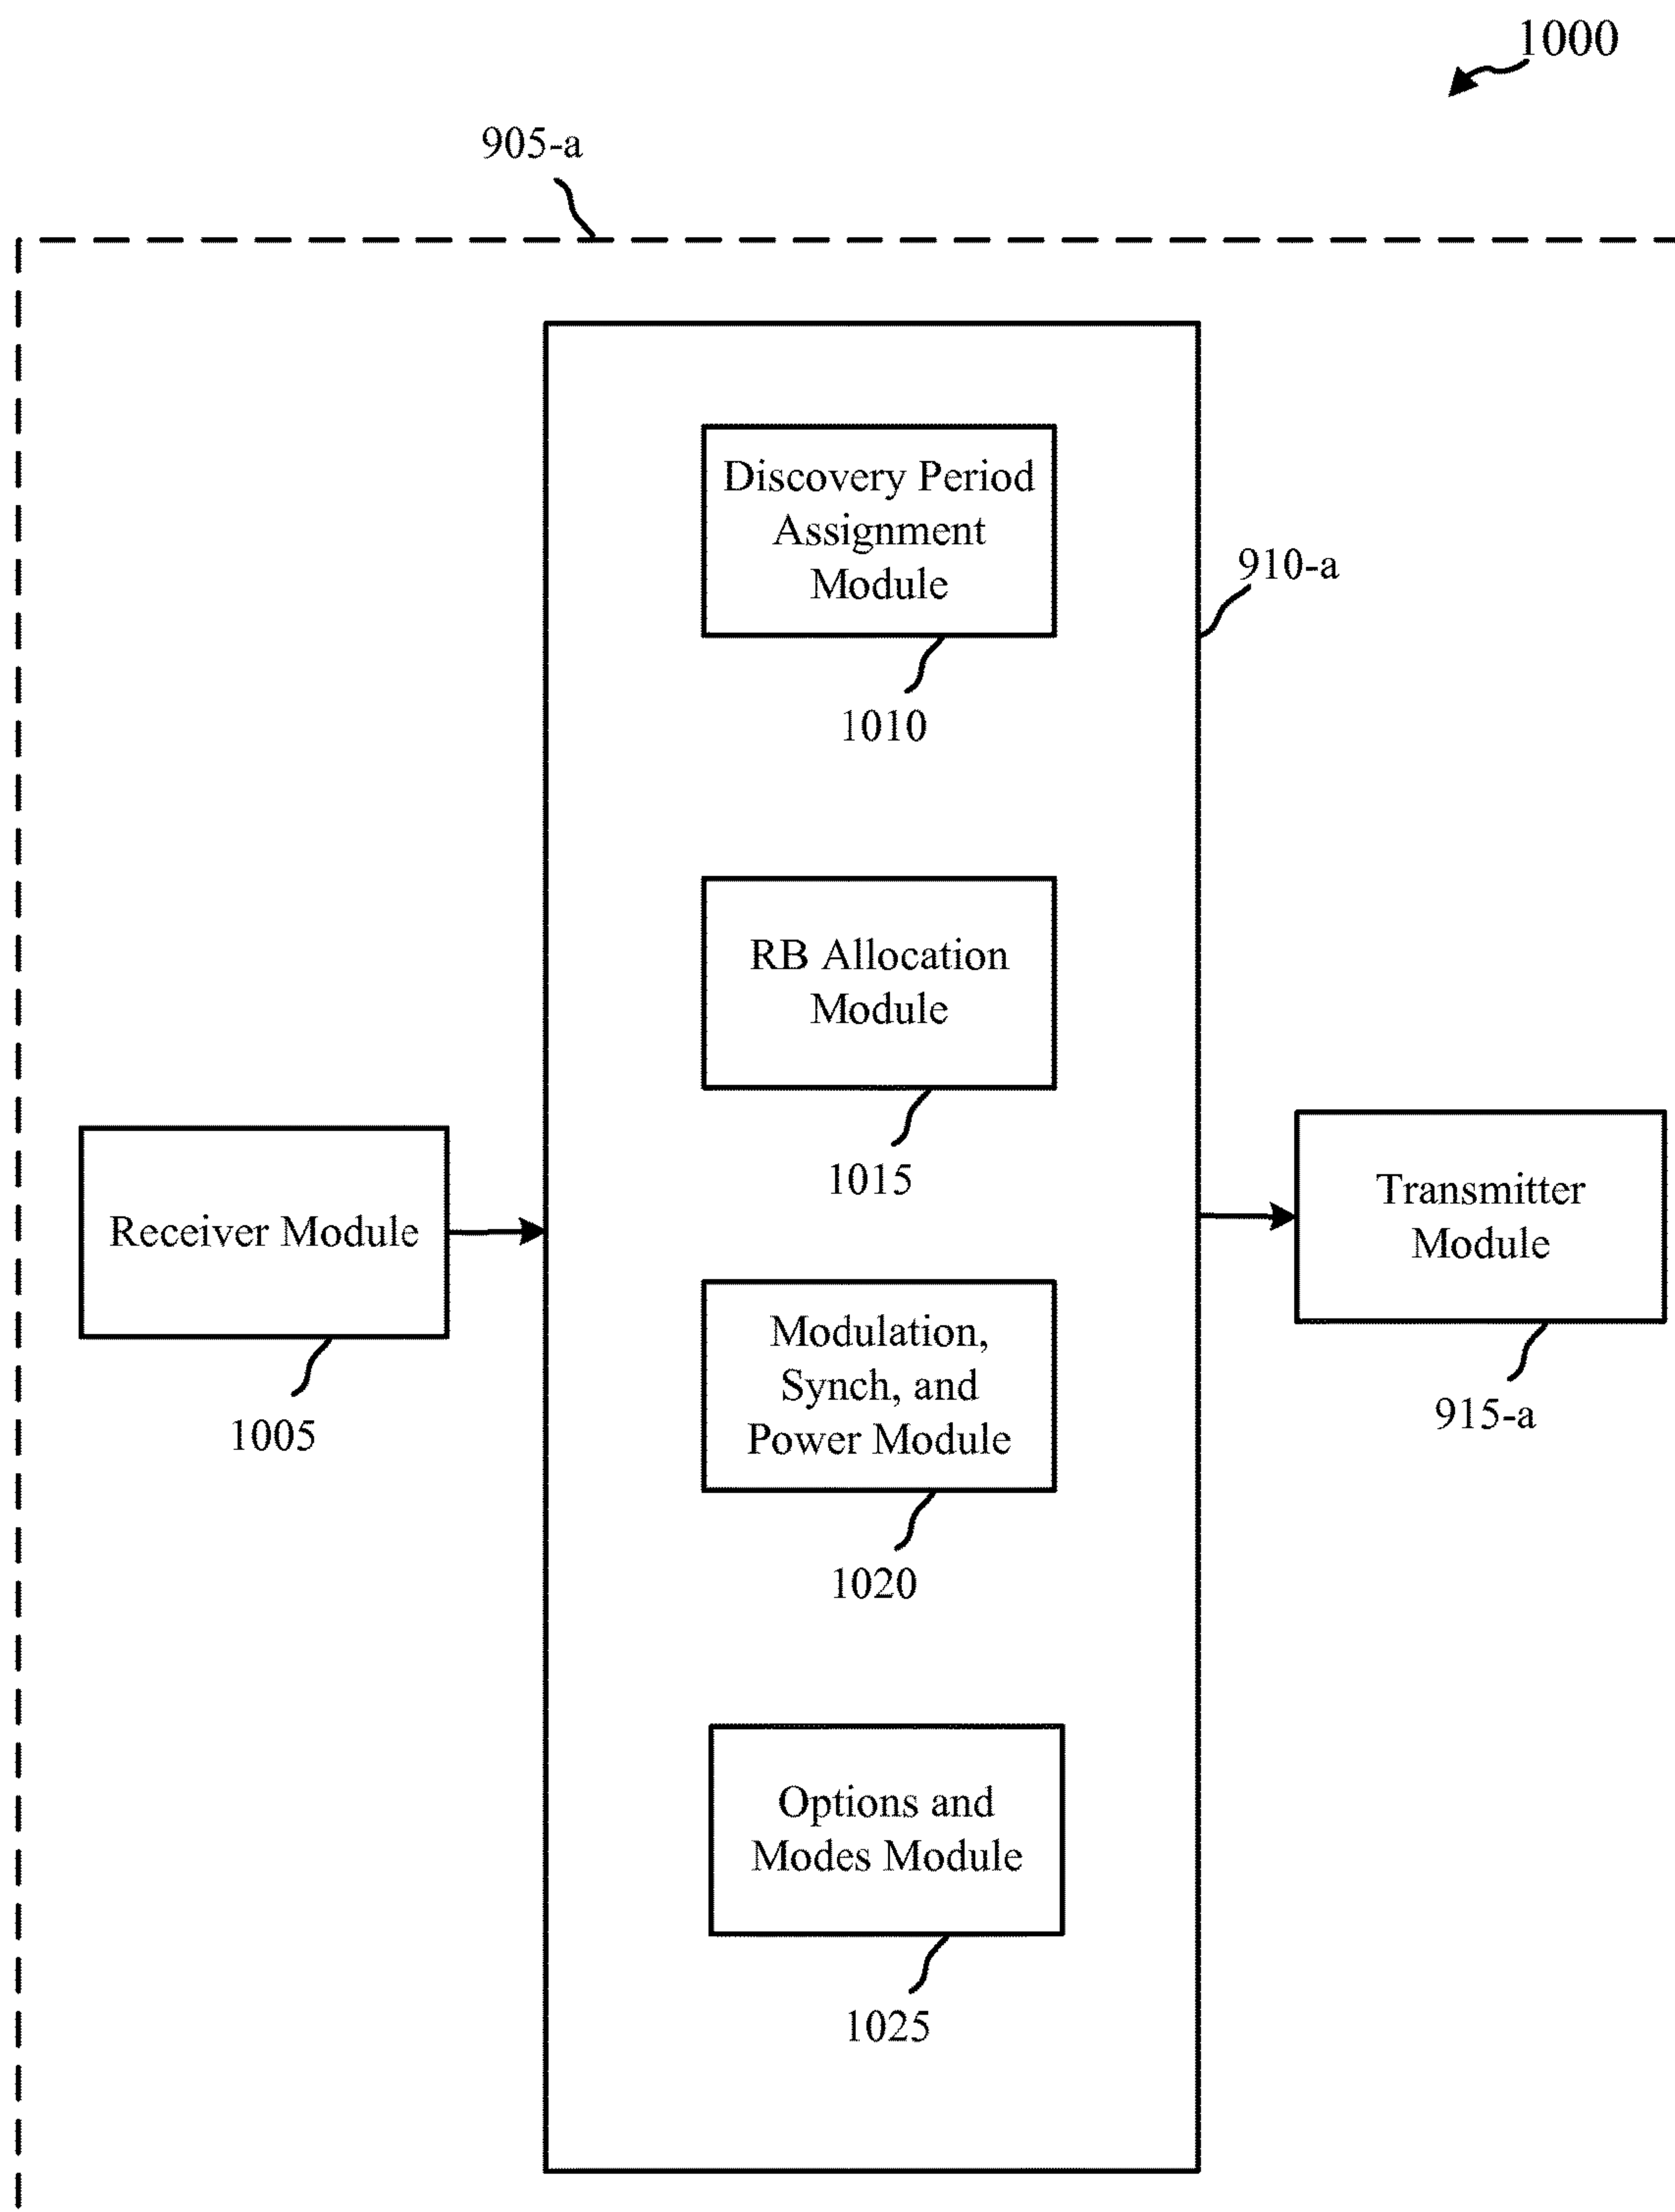 1000
905-a
Discovery Period
Assignment
Module
910-a
1010
RB Allocation
Module
1015
Receiver Module
1005
Transmitter
Module
915-a
Modulation,
Synch, and
Power Module
1020
Options and
Modes Module
1025